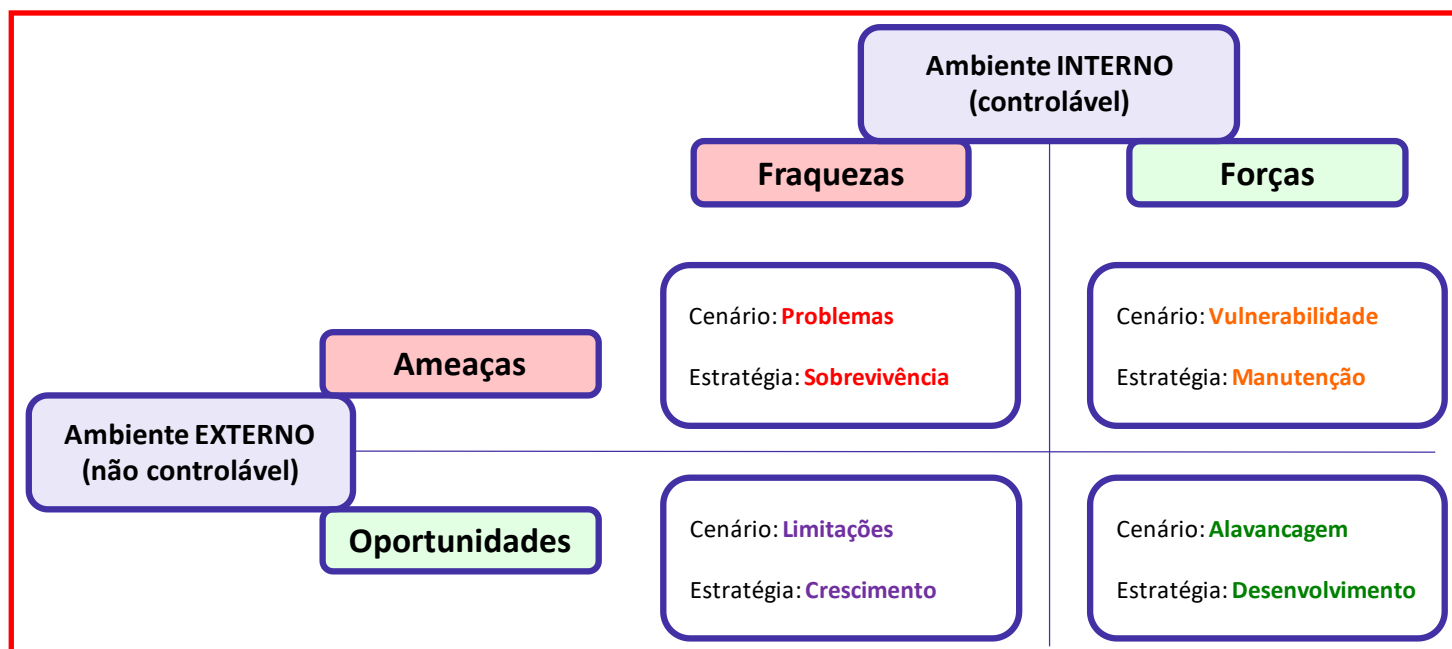 Ambiente INTERNO
(controlável)
Fraquezas
Forças
Cenário: Problemas
Estratégia: Sobrevivência
Cenário: Vulnerabilidade
Estratégia: Manutenção
Ameaças
Ambiente EXTERNO
(não controlável)
Oportunidades
Cenário: Limitações
Estratégia: Crescimento
Cenário: Alavancagem
Estratégia: Desenvolvimento